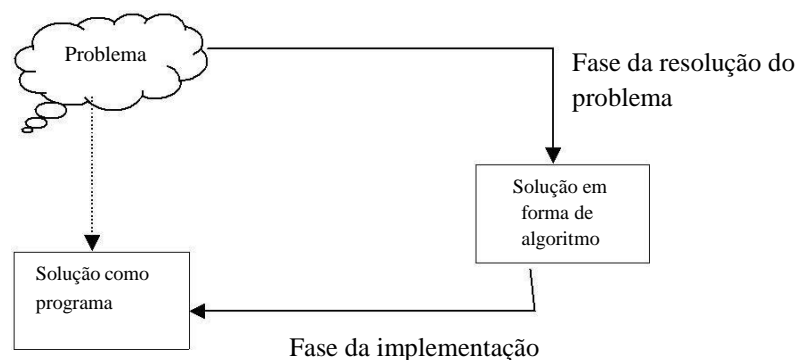 Problema
Fase da resolução do
problema
Solução em
forma de
algoritmo
Solução como
programa
Fase da implementação